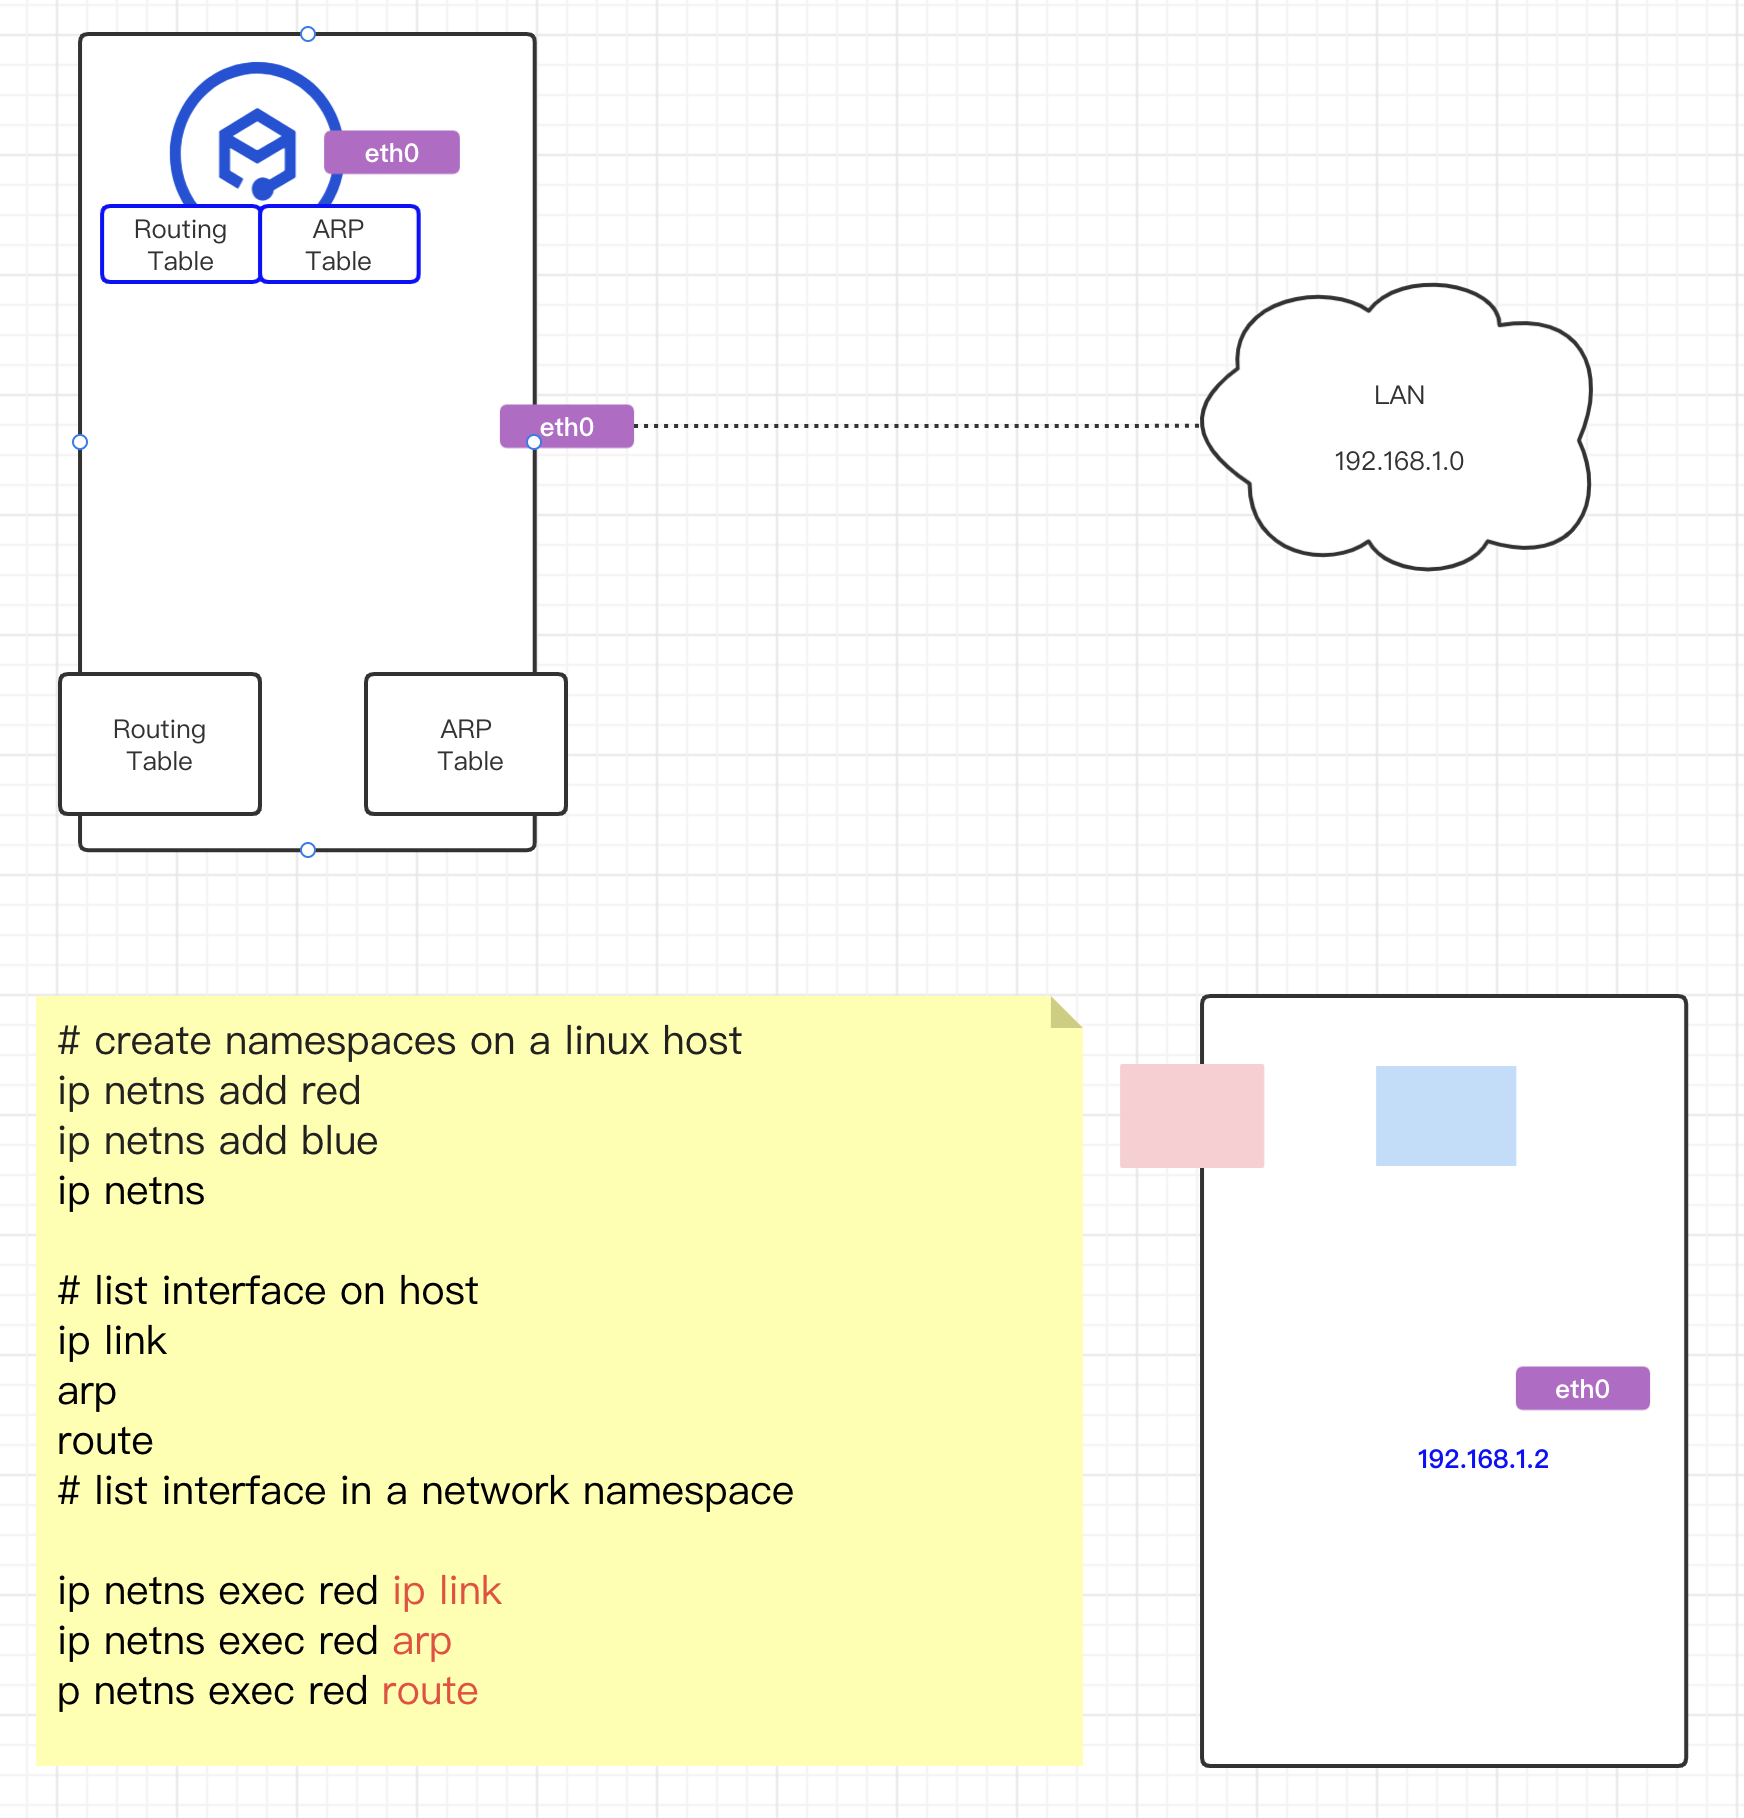 eth0
Routing
Table
ARP
Table
eth0
LAN
192.168.1.0
Routing
Table
ARP
Table
# create namespaces on a linux host
ip netns add red
ip netns add blue
ip netns
# list interface on host
ip link
arp
route
# list interface in a network namespace
ip netns exec red ip link
ip netns exec red arp
p netns exec red route
eth0
192.168.1.2